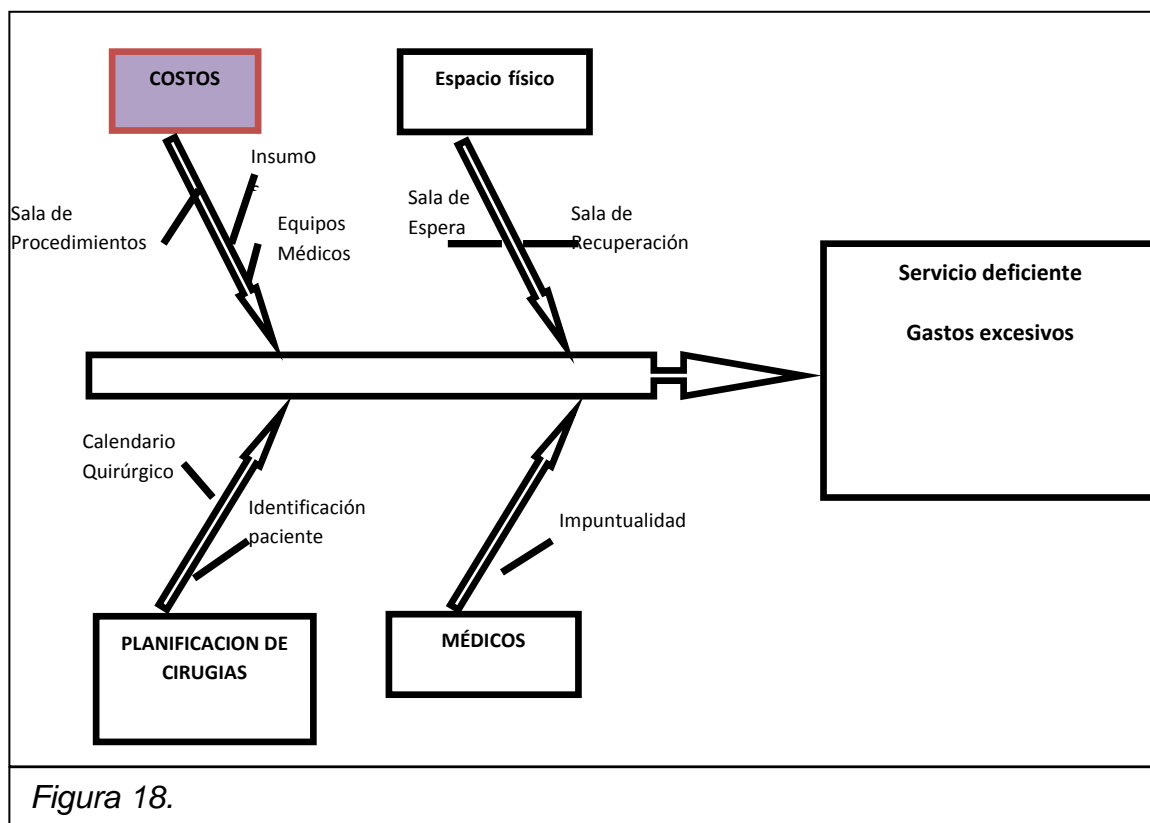 COSTOS
Espacio físico
Insumo
Sala de
Procedimientos
Equipos
Médicos
Sala de
Espera
Sala de
Recuperación
Servicio deficiente
Gastos excesivos
Calendario
Quirúrgico
Identificación
paciente
Impuntualidad
PLANIFICACION DE
CIRUGIAS
MÉDICOS
Figura 18.